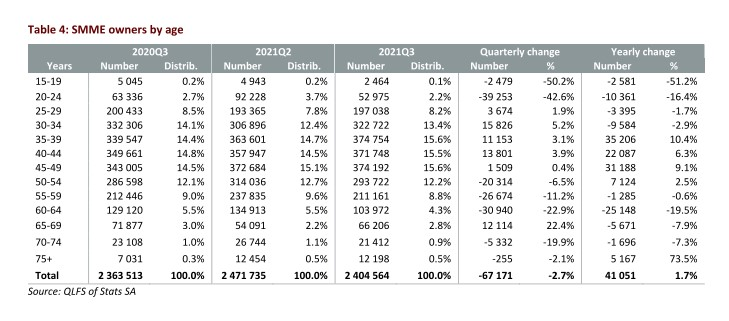 Table 4: SMME owners by age
2020Q3 2021Q2 2021Q3 Quarterly change Yearly change
Years Number Distrib. Number Distrib. Number Distrib. Number % Number %
15-19 5 045 0.2% 4 943 0.2% 2 464 0.1% -2 479 -50.2% -2 581 -51.2%
20-24 63 336 2.7% 92 228 3.7% 52 975 2.2% -39 253 -42.6% -10 361 -16.4%
25-29 200 433 8.5% 193 365 7.8% 197 038 8.2% 3 674 1.9% -3 395 -1.7%
30-34 332 306 14.1% 306 896 12.4% 322 722 13.4% 15 826 5.2% -9 584 -2.9%
35-39 339 547 14.4% 363 601 14.7% 374 754 15.6% 11 153 3.1% 35 206 10.4%
40-44 349 661 14.8% 357 947 14.5% 371 748 15.5% 13 801 3.9% 22 087 6.3%
45-49 343 005 14.5% 372 684 15.1% 374 192 15.6% 1 509 0.4% 31 188 9.1%
50-54 286 598 12.1% 314 036 12.7% 293 722 12.2% -20 314 -6.5% 7 124 2.5%
55-59 212 446 9.0% 237 835 9.6% 211 161 8.8% -26 674 -11.2% -1 285 -0.6%
60-64 129 120 5.5% 134 913 5.5% 103 972 4.3% -30 940 -22.9% -25 148 -19.5%
65-69 71 877 3.0% 54 091 2.2% 66 206 2.8% 12 114 22.4% -5 671 -7.9%
70-74 23 108 1.0% 26 744 1.1% 21 412 0.9% -5 332 -19.9% -1 696 -7.3%
75+ 7 031 0.3% 12 454 0.5% 12 198 0.5% -255 -2.1% 5 167 73.5%
Total 2 363 513 100.0% 2 471 735 100.0% 2 404 564 100.0% -67 171 -2.7% 41 051 1.7%
Source: QLFS of Stats SA